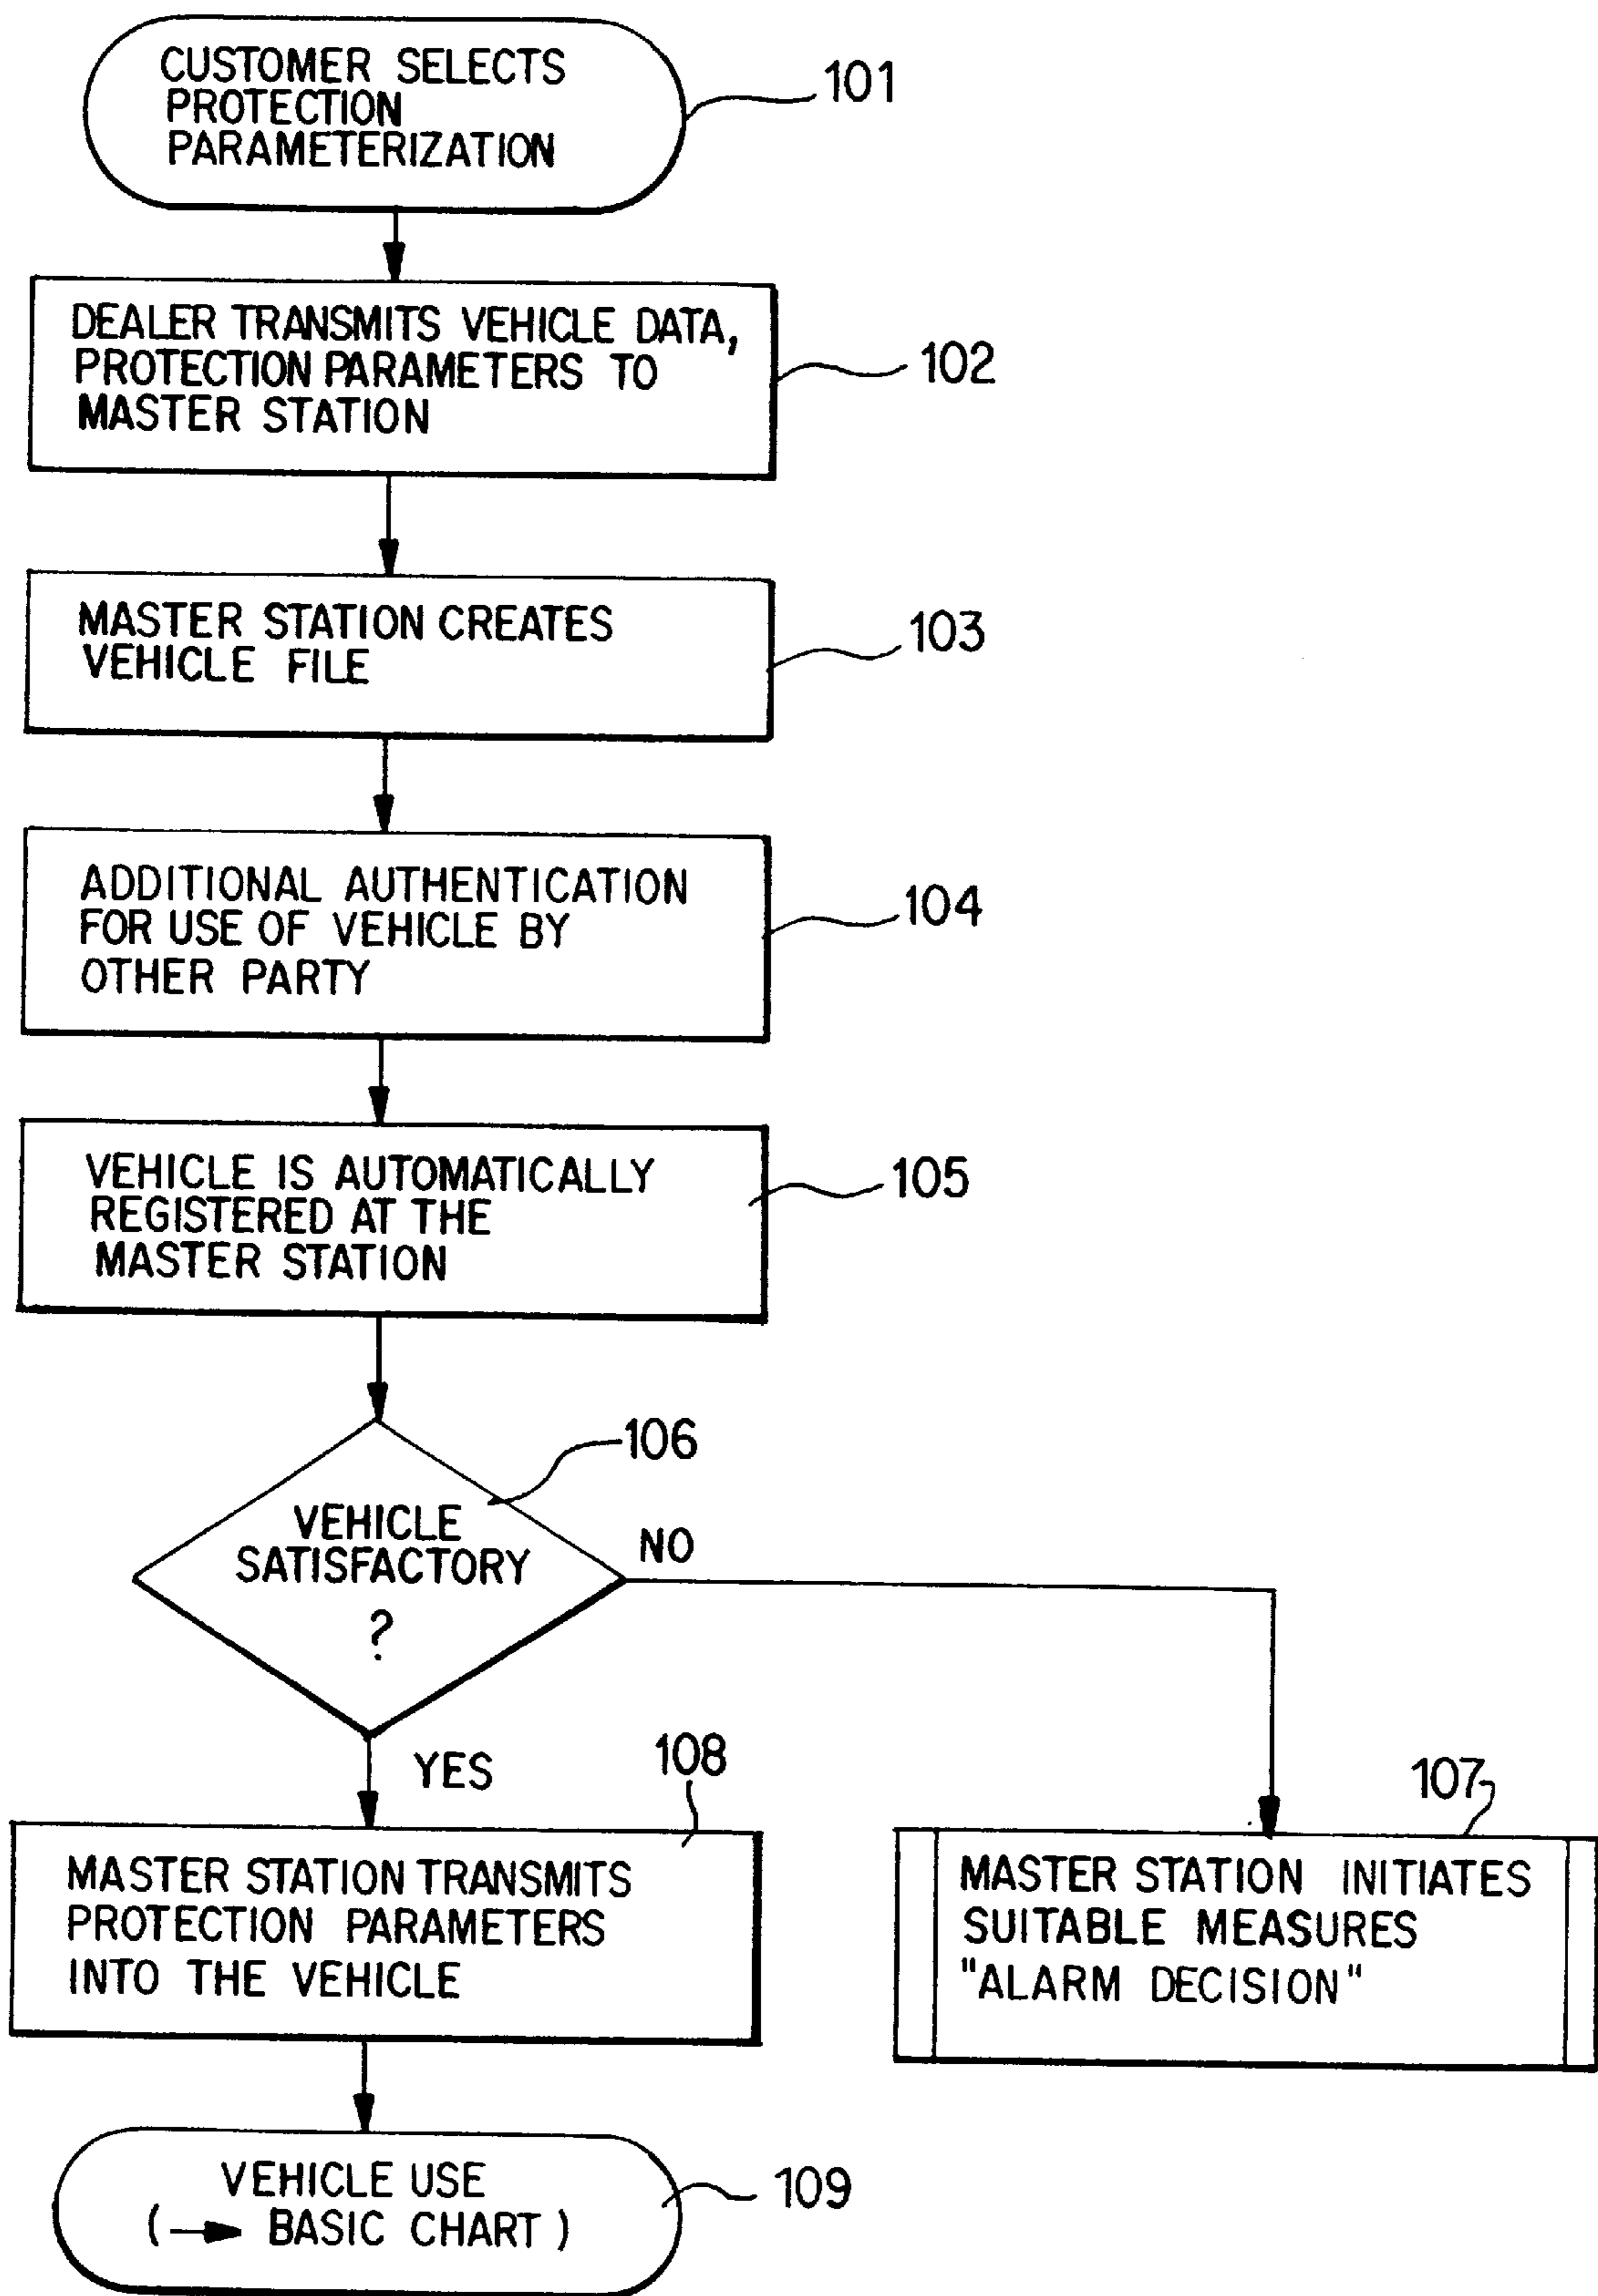 CUSTOMER SELECTS
PROTECTION
PARAMETERIZATION
101
DEALER TRANSMITS VEHICLE DATA,
PROTECTION PARAMETERS TO
MASTER STATION
102
MASTER STATION CREATES
VEHICLE FILE
103
ADDITIONAL AUTHENTICATION
FOR USE OF VEHICLE BY
OTHER PARTY
104
VEHICLE IS AUTOMATICALLY
REGISTERED AT THE
MASTER STATION
105
106
VEHICLE
SATISFACTORY
?
NO
YES
108
MASTER STATION TRANSMITS
PROTECTION PARAMETERS
INTO THE VEHICLE
107
MASTER STATION INITIATES
SUITABLE MEASURES
"ALARM DECISION"
VEHICLE USE
(→ BASIC CHART)
109